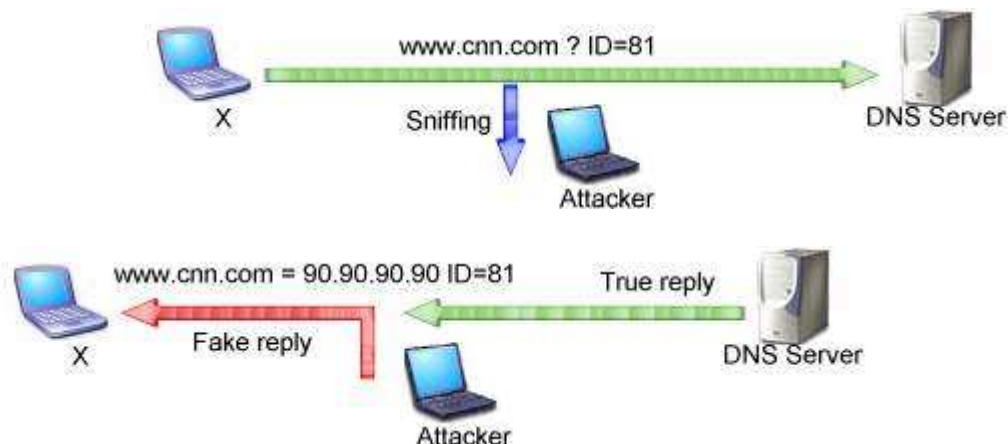 www.cnn.com ? ID=81
X
Sniffing
DNS Server
Attacker
www.cnn.com = 90.90.90.90 ID=81
True reply
Fake reply
X
DNS Server
Attacker